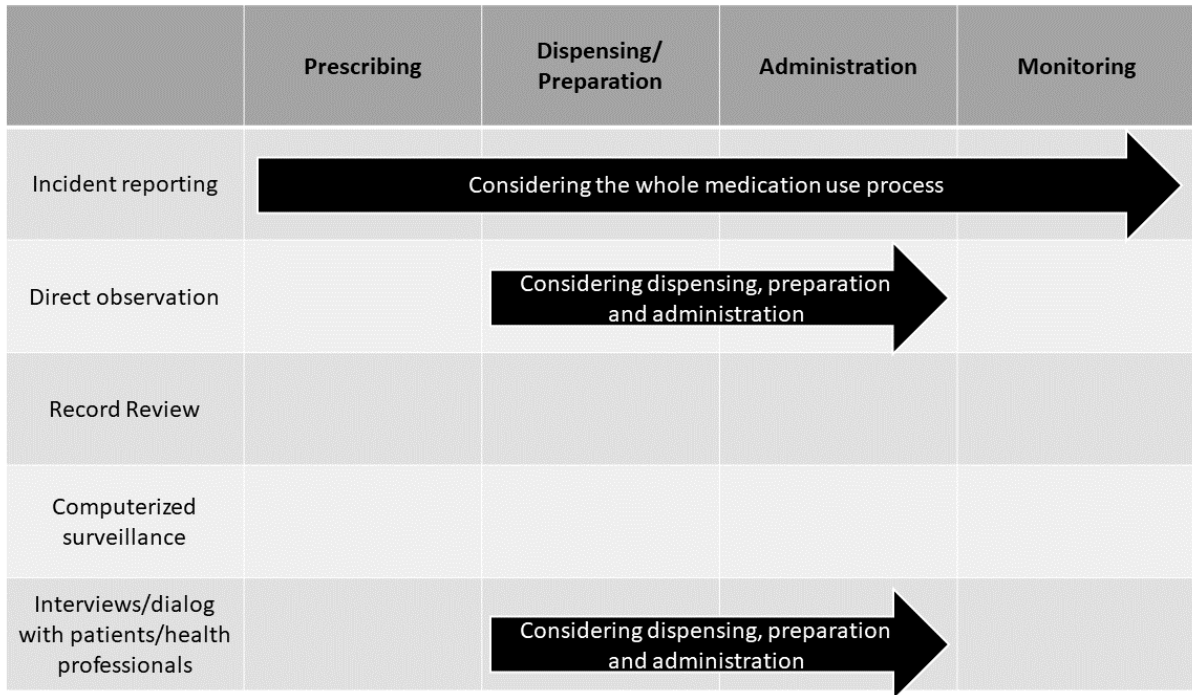 Prescribing
Dispensing/
Preparation
Administration
Monitoring
Incident reporting
Considering the whole medication use process
Direct observation
Considering dispensing, preparation
and administration
Record Review
Computerized
surveillance
Interviews/dialog
with patients/health
professionals
Considering dispensing, preparation
and administration